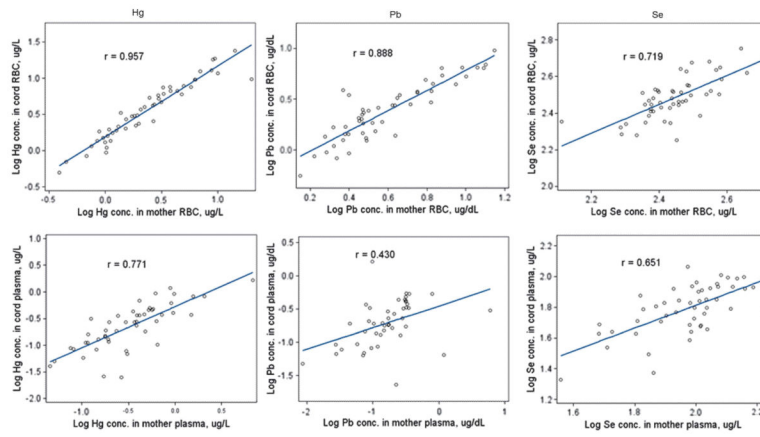 Hg
Pb
Se
Log Hg conc. in cord RBC, ug/L
1.5
1.0
0.5
0.0
-0.5
r = 0.957
-0.5
0.0
0.5
1.0
Log Hg conc. in mother RBC, ug/L
Log Pb conc. in cord RBC, ug/dL
1.0
0.5
0.0
r = 0.888
0.2
0.4
0.6
0.8
1.0
1.2
Log Pb conc. in mother RBC, ug/dL
Log Se conc. in cord RBC, ug/L
2.8
2.6
2.4
2.2
2.0
r = 0.719
2.2
2.4
2.6
Log Se conc. in mother RBC, ug/L
Log Hg conc. in cord plasma, ug/L
1.0
0.5
0.0
-0.5
-1.0
-1.5
-2.0
r = 0.771
-1.0
-0.5
0.0
0.5
Log Hg conc. in mother plasma, ug/L
Log Pb conc. in cord plasma, ug/dL
0.5
0.0
-0.5
-1.0
-1.5
r = 0.430
-2
-1
0
1
Log Pb conc. in mother plasma, ug/dL
Log Se conc. in cord plasma, ug/L
2.2
2.0
1.8
1.6
1.4
1.2
r = 0.651
1.6
1.8
2.0
2.2
Log Se conc. in mother plasma, ug/L